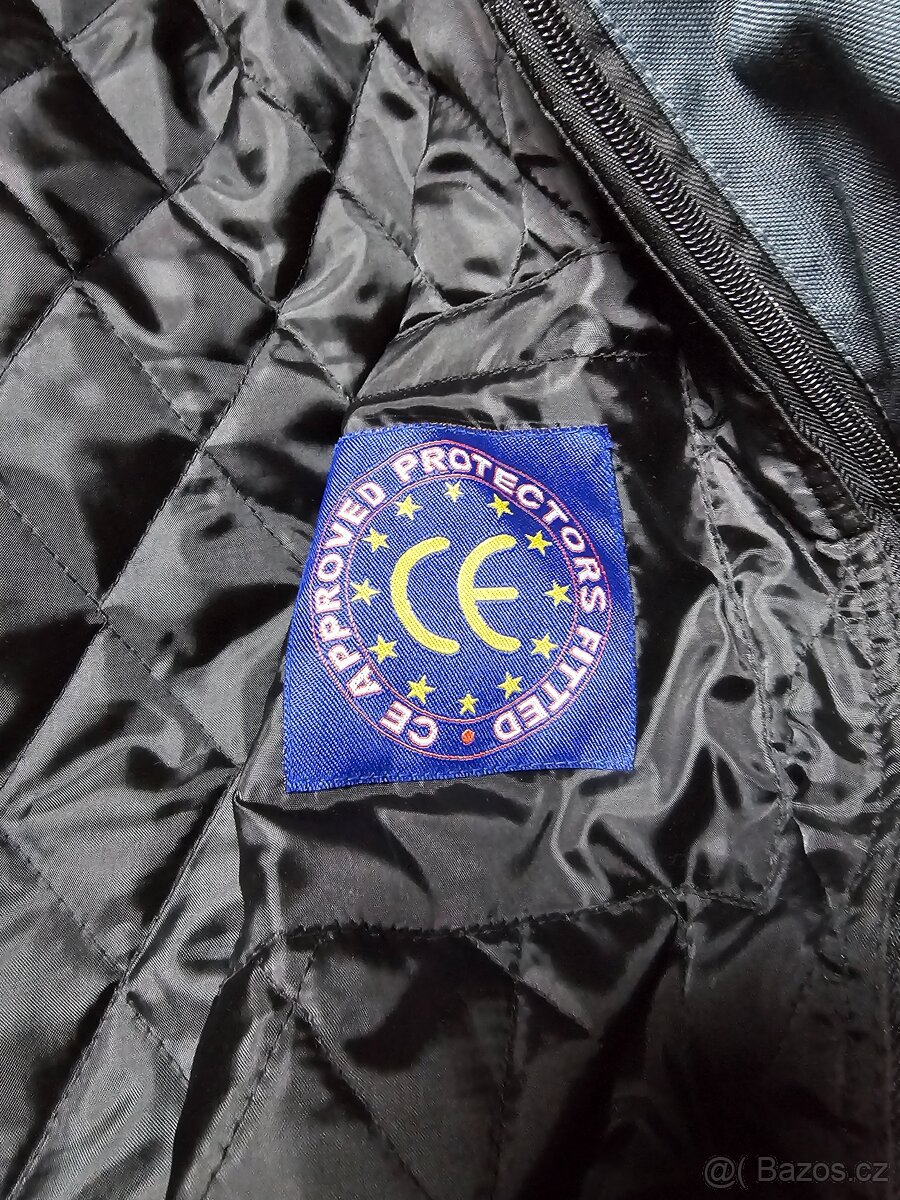 CE APPROVED PROTECTORS FITTED •
CE
@( Bazos.cz